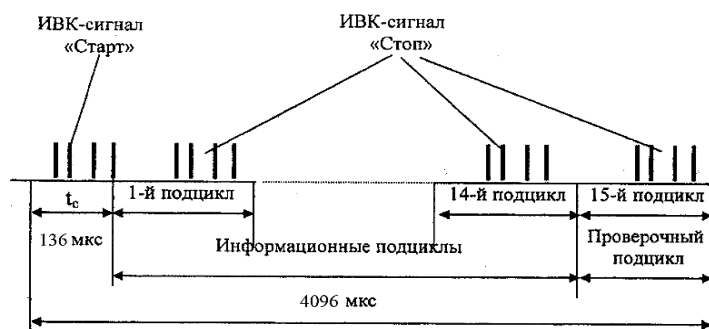 ИВК-сигнал
«Старт»
ИВК-сигнал
«Стоп»
t_c
1-й подцикл
14-й подцикл
15-й подцикл
136 мкс
Информационные подциклы
Проверочный
подцикл
4096 мкс